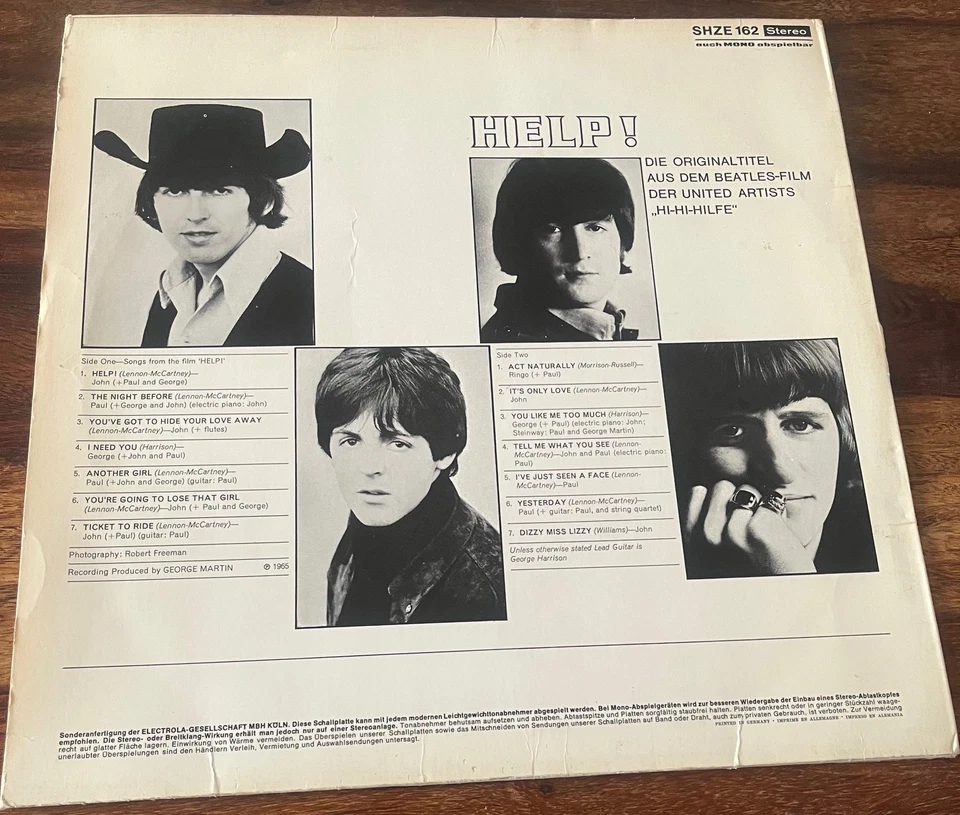 SHZE 162 Stereo
auch MONO abspielbar
HELP!
DIE ORIGINALTITEL
AUS DEM BEATLES-FILM
DER UNITED ARTISTS
„HI-HI-HILFE“
Side One—Songs from the film 'HELP!'
1. HELP! (Lennon-McCartney)—
John (+Paul and George)
2. THE NIGHT BEFORE (Lennon-McCartney)—
Paul (+George and John) (electric piano: John)
3. YOU'VE GOT TO HIDE YOUR LOVE AWAY
(Lennon-McCartney)—John (+ flutes)
4. I NEED YOU (Harrison)—
George (+John and Paul)
5. ANOTHER GIRL (Lennon-McCartney)—
Paul (+John and George) (guitar: Paul)
6. YOU'RE GOING TO LOSE THAT GIRL
(Lennon-McCartney)—John (+ Paul and George)
7. TICKET TO RIDE (Lennon-McCartney)—
John (+Paul) (guitar: Paul)
Photography: Robert Freeman
Recording Produced by GEORGE MARTIN ℗ 1965
Side Two
1. ACT NATURALLY (Morrison-Russell)—
Ringo (+ Paul)
2. IT'S ONLY LOVE (Lennon-McCartney)—
John
3. YOU LIKE ME TOO MUCH (Harrison)—
George (+ Paul) (electric piano: John;
Steinway: Paul and George Martin)
4. TELL ME WHAT YOU SEE (Lennon-
McCartney)—John and Paul (electric piano:
Paul)
5. I'VE JUST SEEN A FACE (Lennon-
McCartney)—Paul
6. YESTERDAY (Lennon-McCartney)—
Paul (+ guitar: Paul, and string quartet)
7. DIZZY MISS LIZZY (Williams)—John
Unless otherwise stated Lead Guitar is
George Harrison
Sonderanfertigung der ELECTROLA-GESELLSCHAFT MBH KÖLN. Diese Schallplatte kann mit jedem modernen Leichtgewichttonabnehmer abgespielt werden. Bei Mono-Abspielgeräten wird zur besseren Wiedergabe der Einbau eines Stereo-Abtastkopfes
empfohlen. Die Stereo- oder Breitklang-Wirkung erhält man jedoch nur auf einer Stereoanlage. Tonabnehmer behutsam aufsetzen und abheben. Abtastspitze und Platten sorgfältig staubfrei halten. Platten senkrecht oder in geringer Stückzahl waage-
recht auf glatter Fläche lagern. Einwirkung von Wärme vermeiden. Das Überspielen unserer Schallplatten sowie das Mitschneiden von Sendungen unserer Schallplatten auf Band oder Draht, auch zum privaten Gebrauch, ist verboten. Zur Vermeidung
unerlaubter Überspielungen sind den Händlern Verleih, Vermietung und Auswahlsendungen untersagt.
PRINTED IN GERMANY · IMPRIMÉ EN ALLEMAGNE · IMPRESO EN ALEMANIA